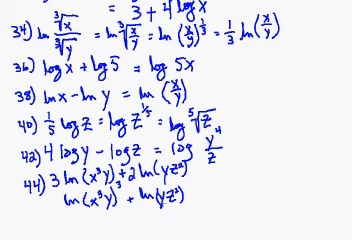 = 3 + 4 log x
34) ln ∛x / ∛y = ln ∛(x/y) = ln (x/y)^(1/3) = 1/3 ln (x/y)
36) log x + log 5 = log 5x
38) ln x - ln y = ln (x/y)
40) 1/5 log z = log z^(1/5) = log ⁵√z
42) 4 log y - log z = log y⁴/z
44) 3 ln (x³y) + 2 ln (yz²)
ln (x³y)³ + ln (yz²)